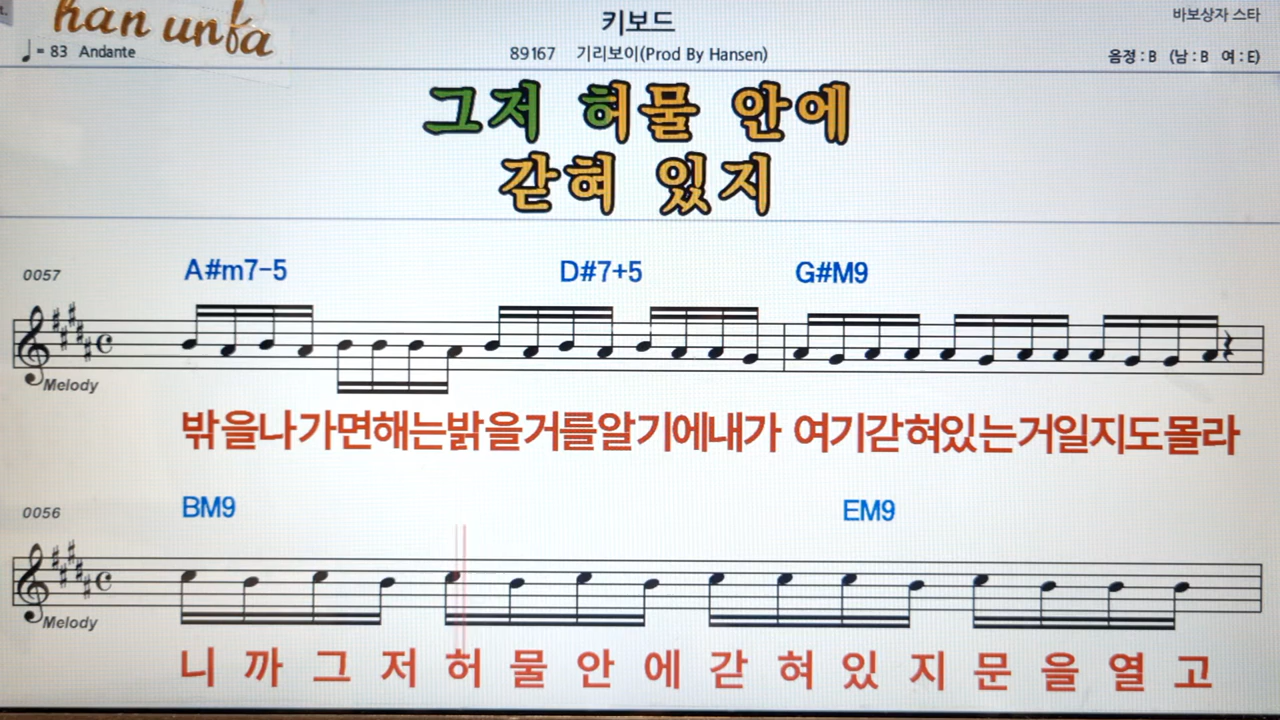 han unfa
키보드
바보상자 스타
♩= 83 Andante
89167 기리보이(Prod By Hansen)
음정 : B (남 : B 여 : E)
그저 허물 안에
갇혀 있지
0057
A#m7-5 D#7+5 G#M9
Melody
밖을나가면해는밝을거를알기에내가 여기갇혀있는거일지도몰라
0056
BM9 EM9
Melody
니 까 그 저 허 물 안 에 갇 혀 있 지 문 을 열 고